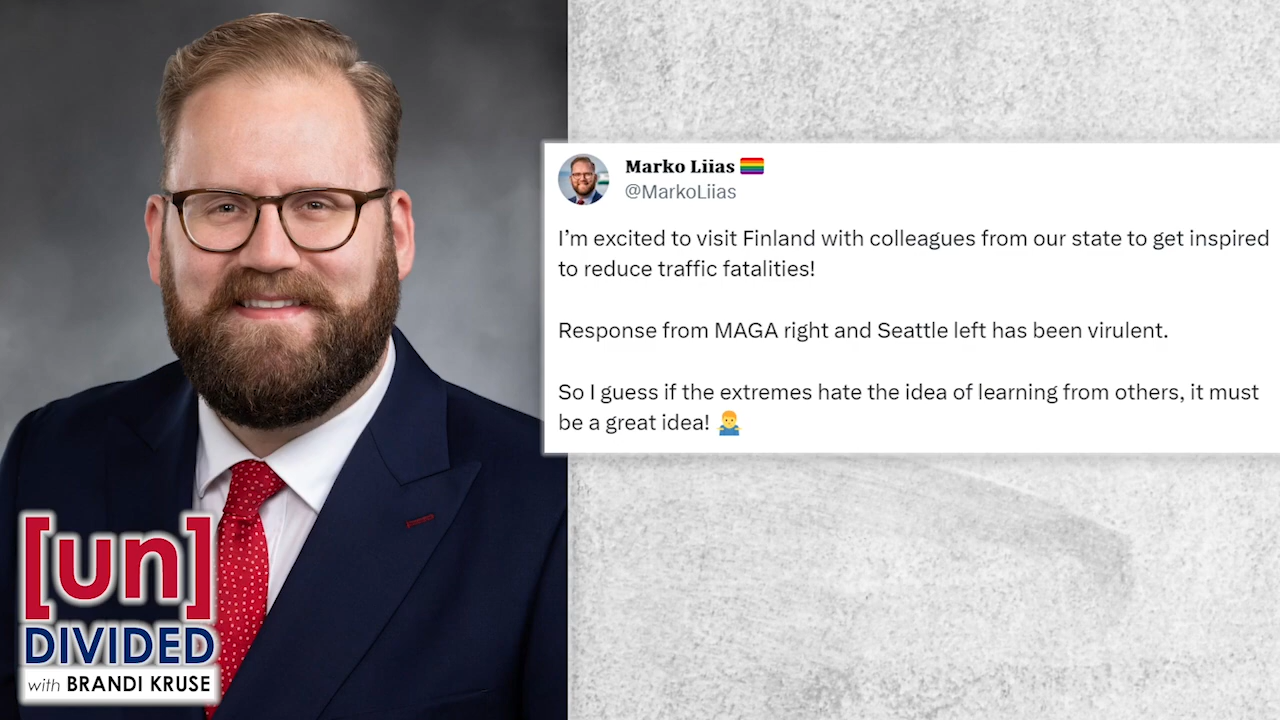 Marko Liias 🏳️‍🌈
@MarkoLiias
I’m excited to visit Finland with colleagues from our state to get inspired
to reduce traffic fatalities!
Response from MAGA right and Seattle left has been virulent.
So I guess if the extremes hate the idea of learning from others, it must
be a great idea! 🤷‍♂️
[un]
DIVIDED
with BRANDI KRUSE